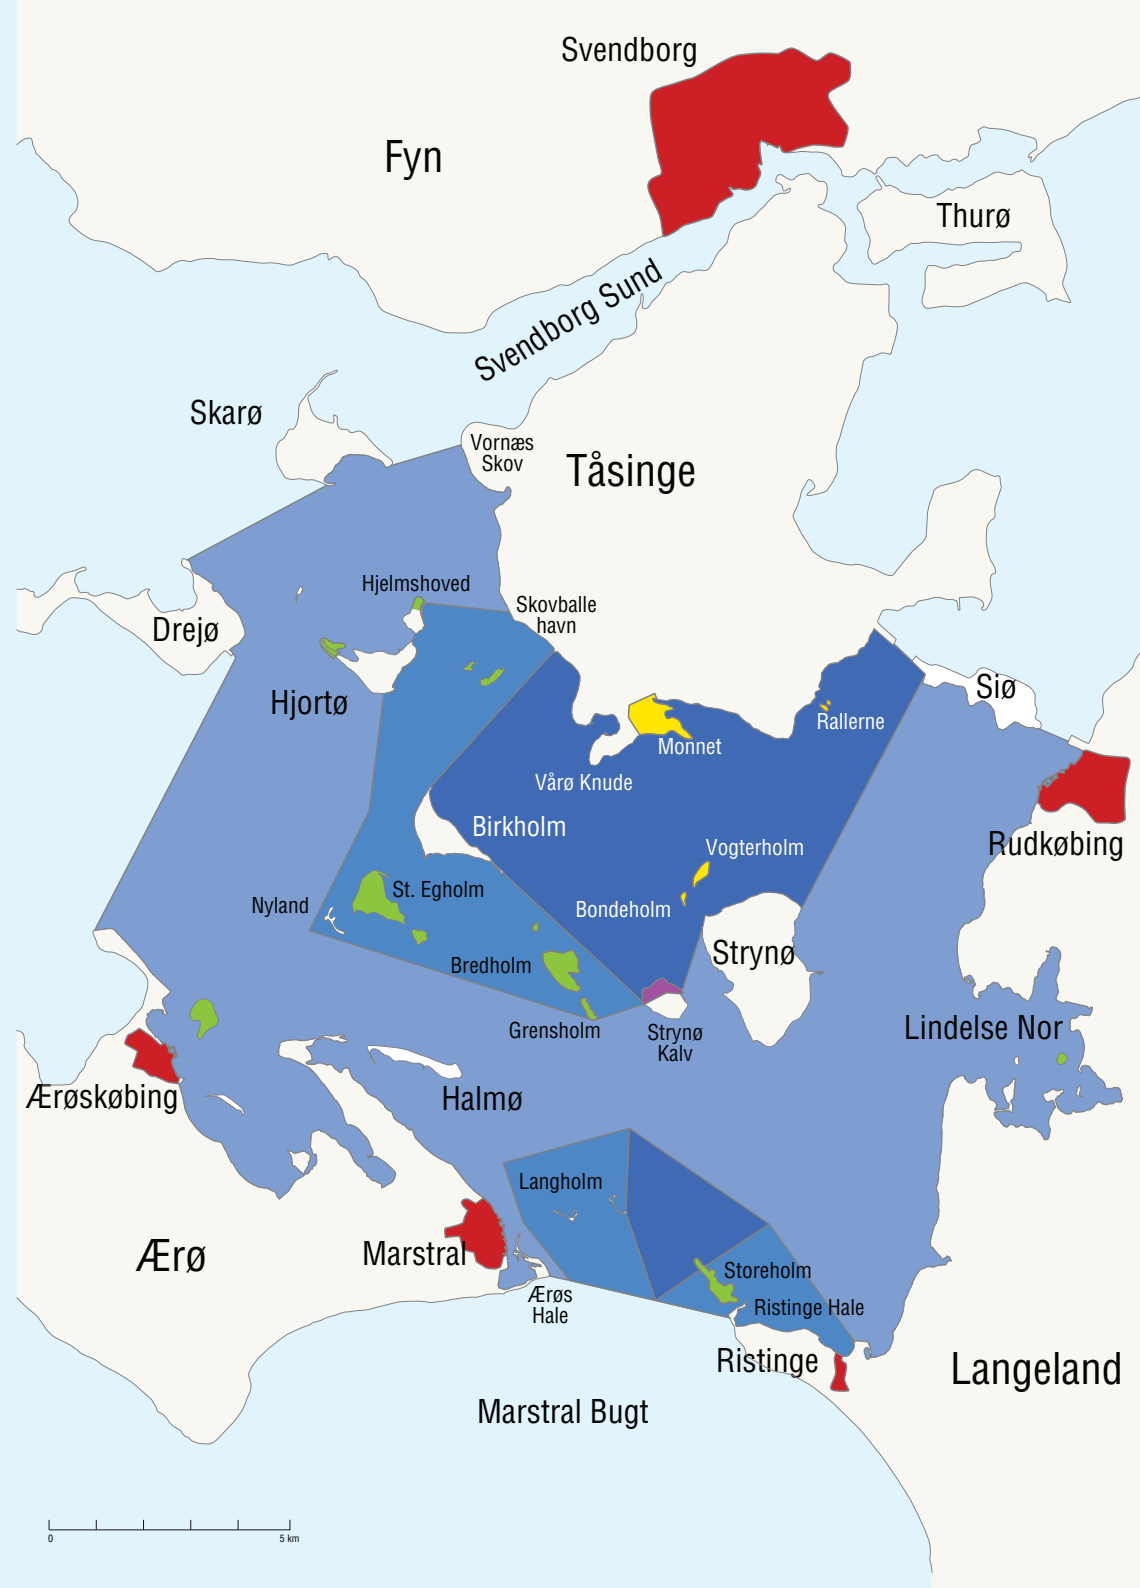 Svendborg
Fyn
Thurø
Svendborg Sund
Skarø
Vornæs
Skov
Tåsinge
Hjelmshoved
Skovballe
havn
Drejø
Siø
Hjortø
Rallerne
Monnet
Vårø Knude
Birkholm
Rudkøbing
Vogterholm
St. Egholm
Nyland
Bondeholm
Strynø
Bredholm
Lindelse Nor
Grensholm
Strynø
Kalv
Ærøskøbing
Halmø
Langholm
Ærø
Marstral
Storeholm
Ærøs
Hale
Ristinge Hale
Ristinge
Langeland
Marstral Bugt
0
5 km